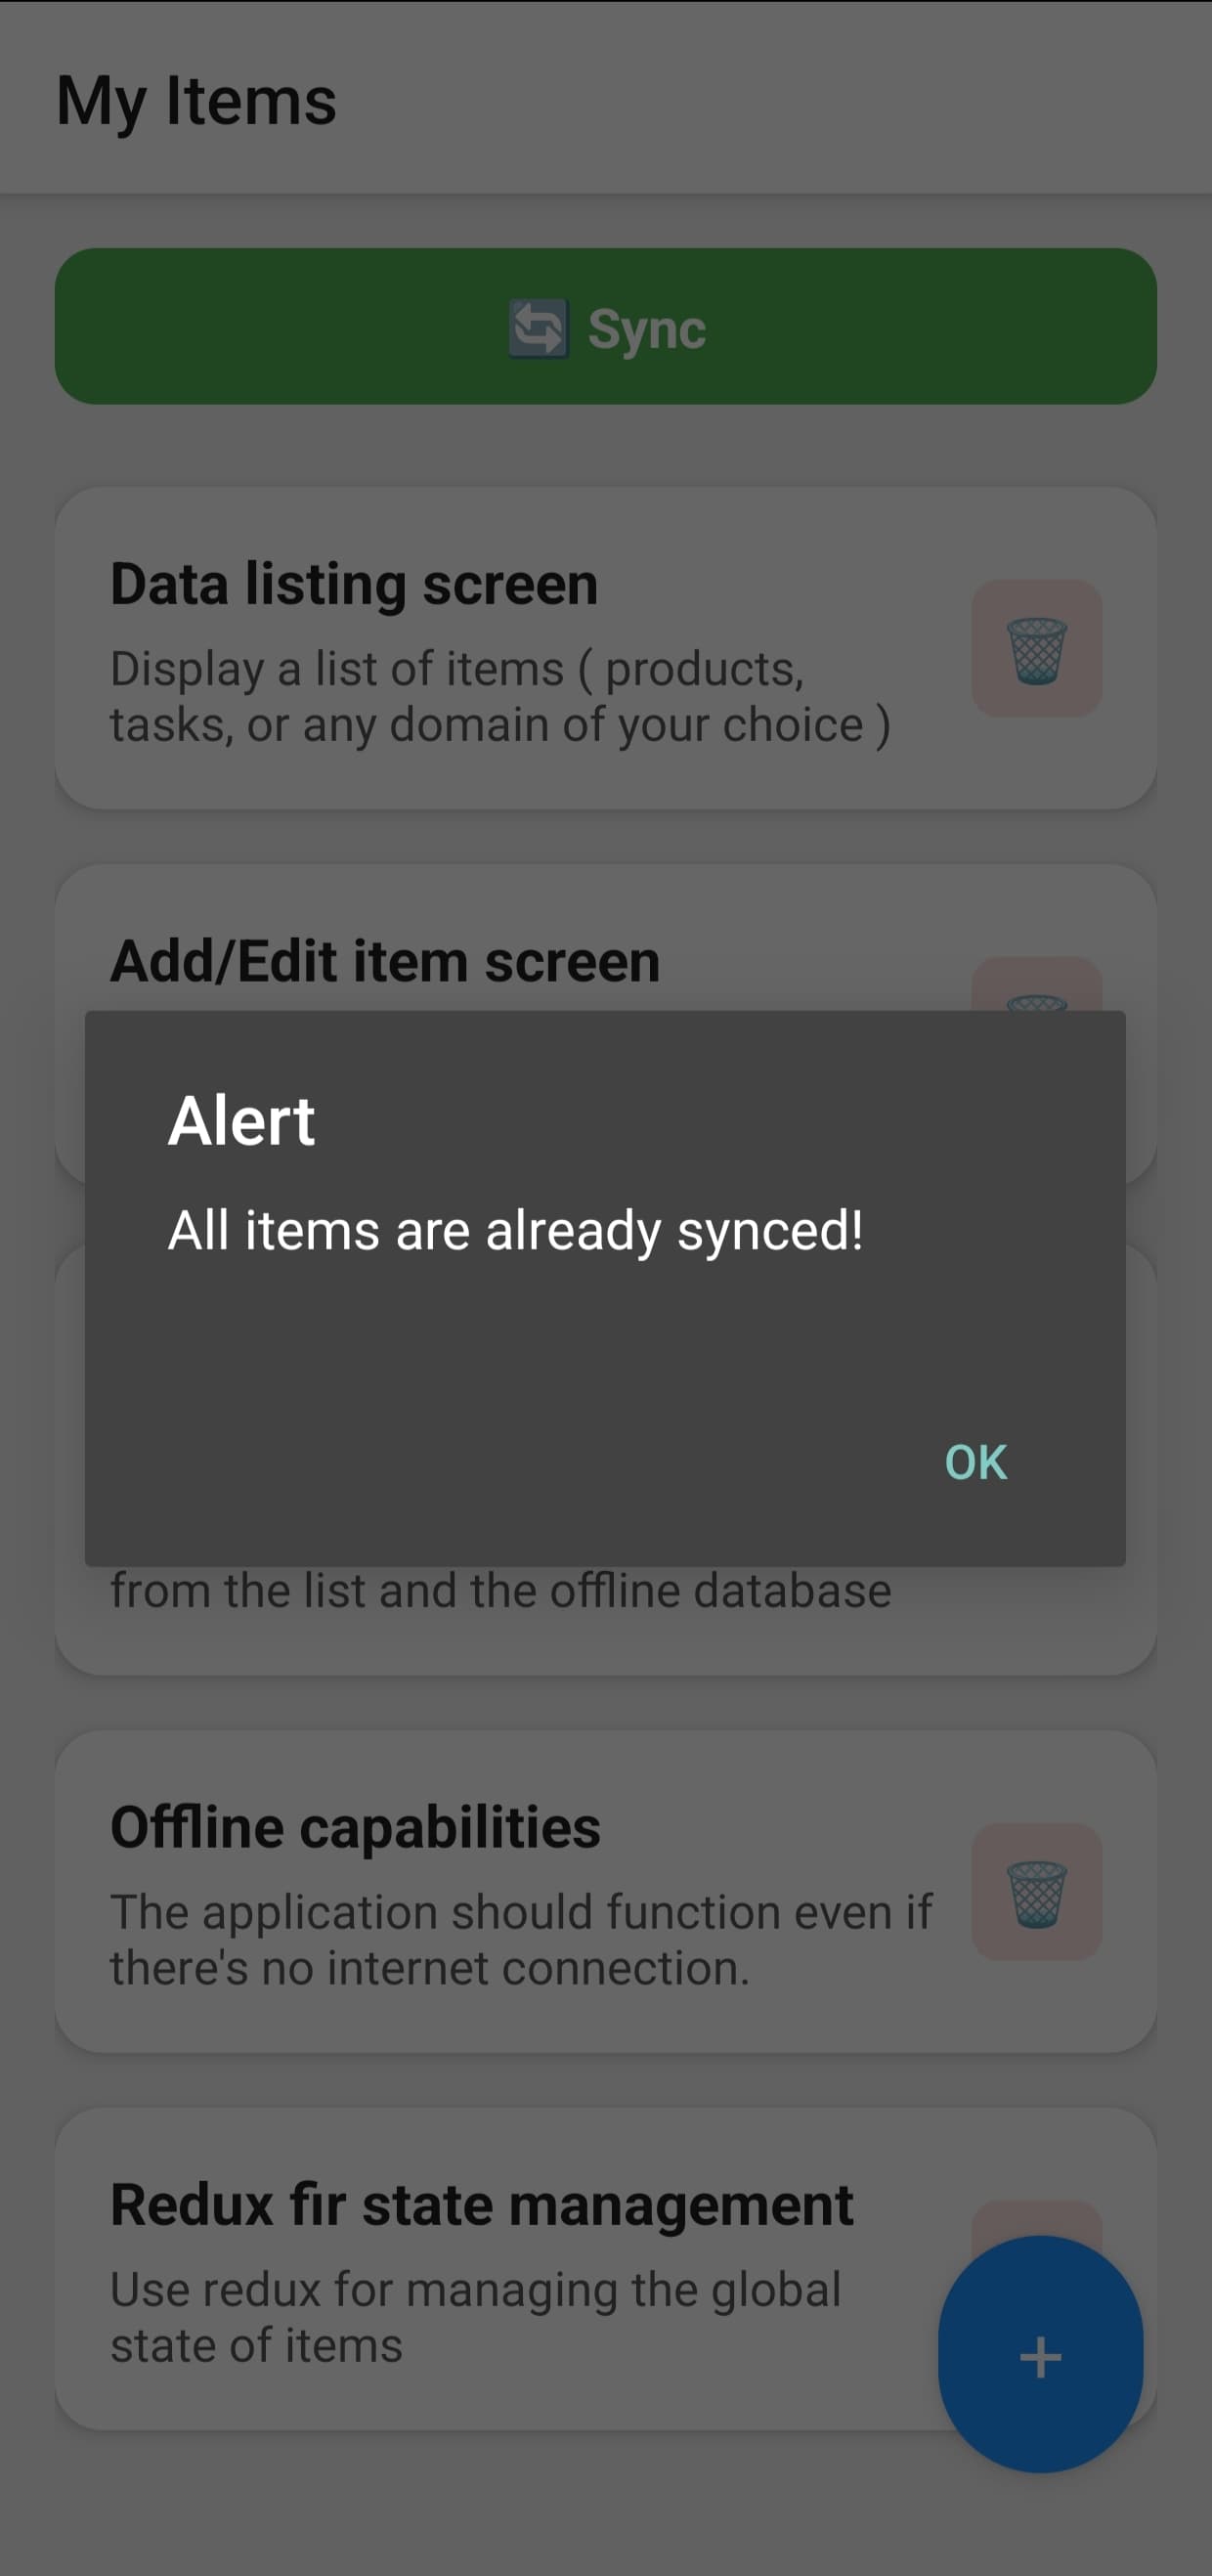 My Items
Sync
Data listing screen
Display a list of items ( products,
tasks, or any domain of your choice )
Add/Edit item screen
Alert
All items are already synced!
OK
from the list and the offline database
Offline capabilities
The application should function even if
there's no internet connection.
Redux fir state management
Use redux for managing the global
state of items
+